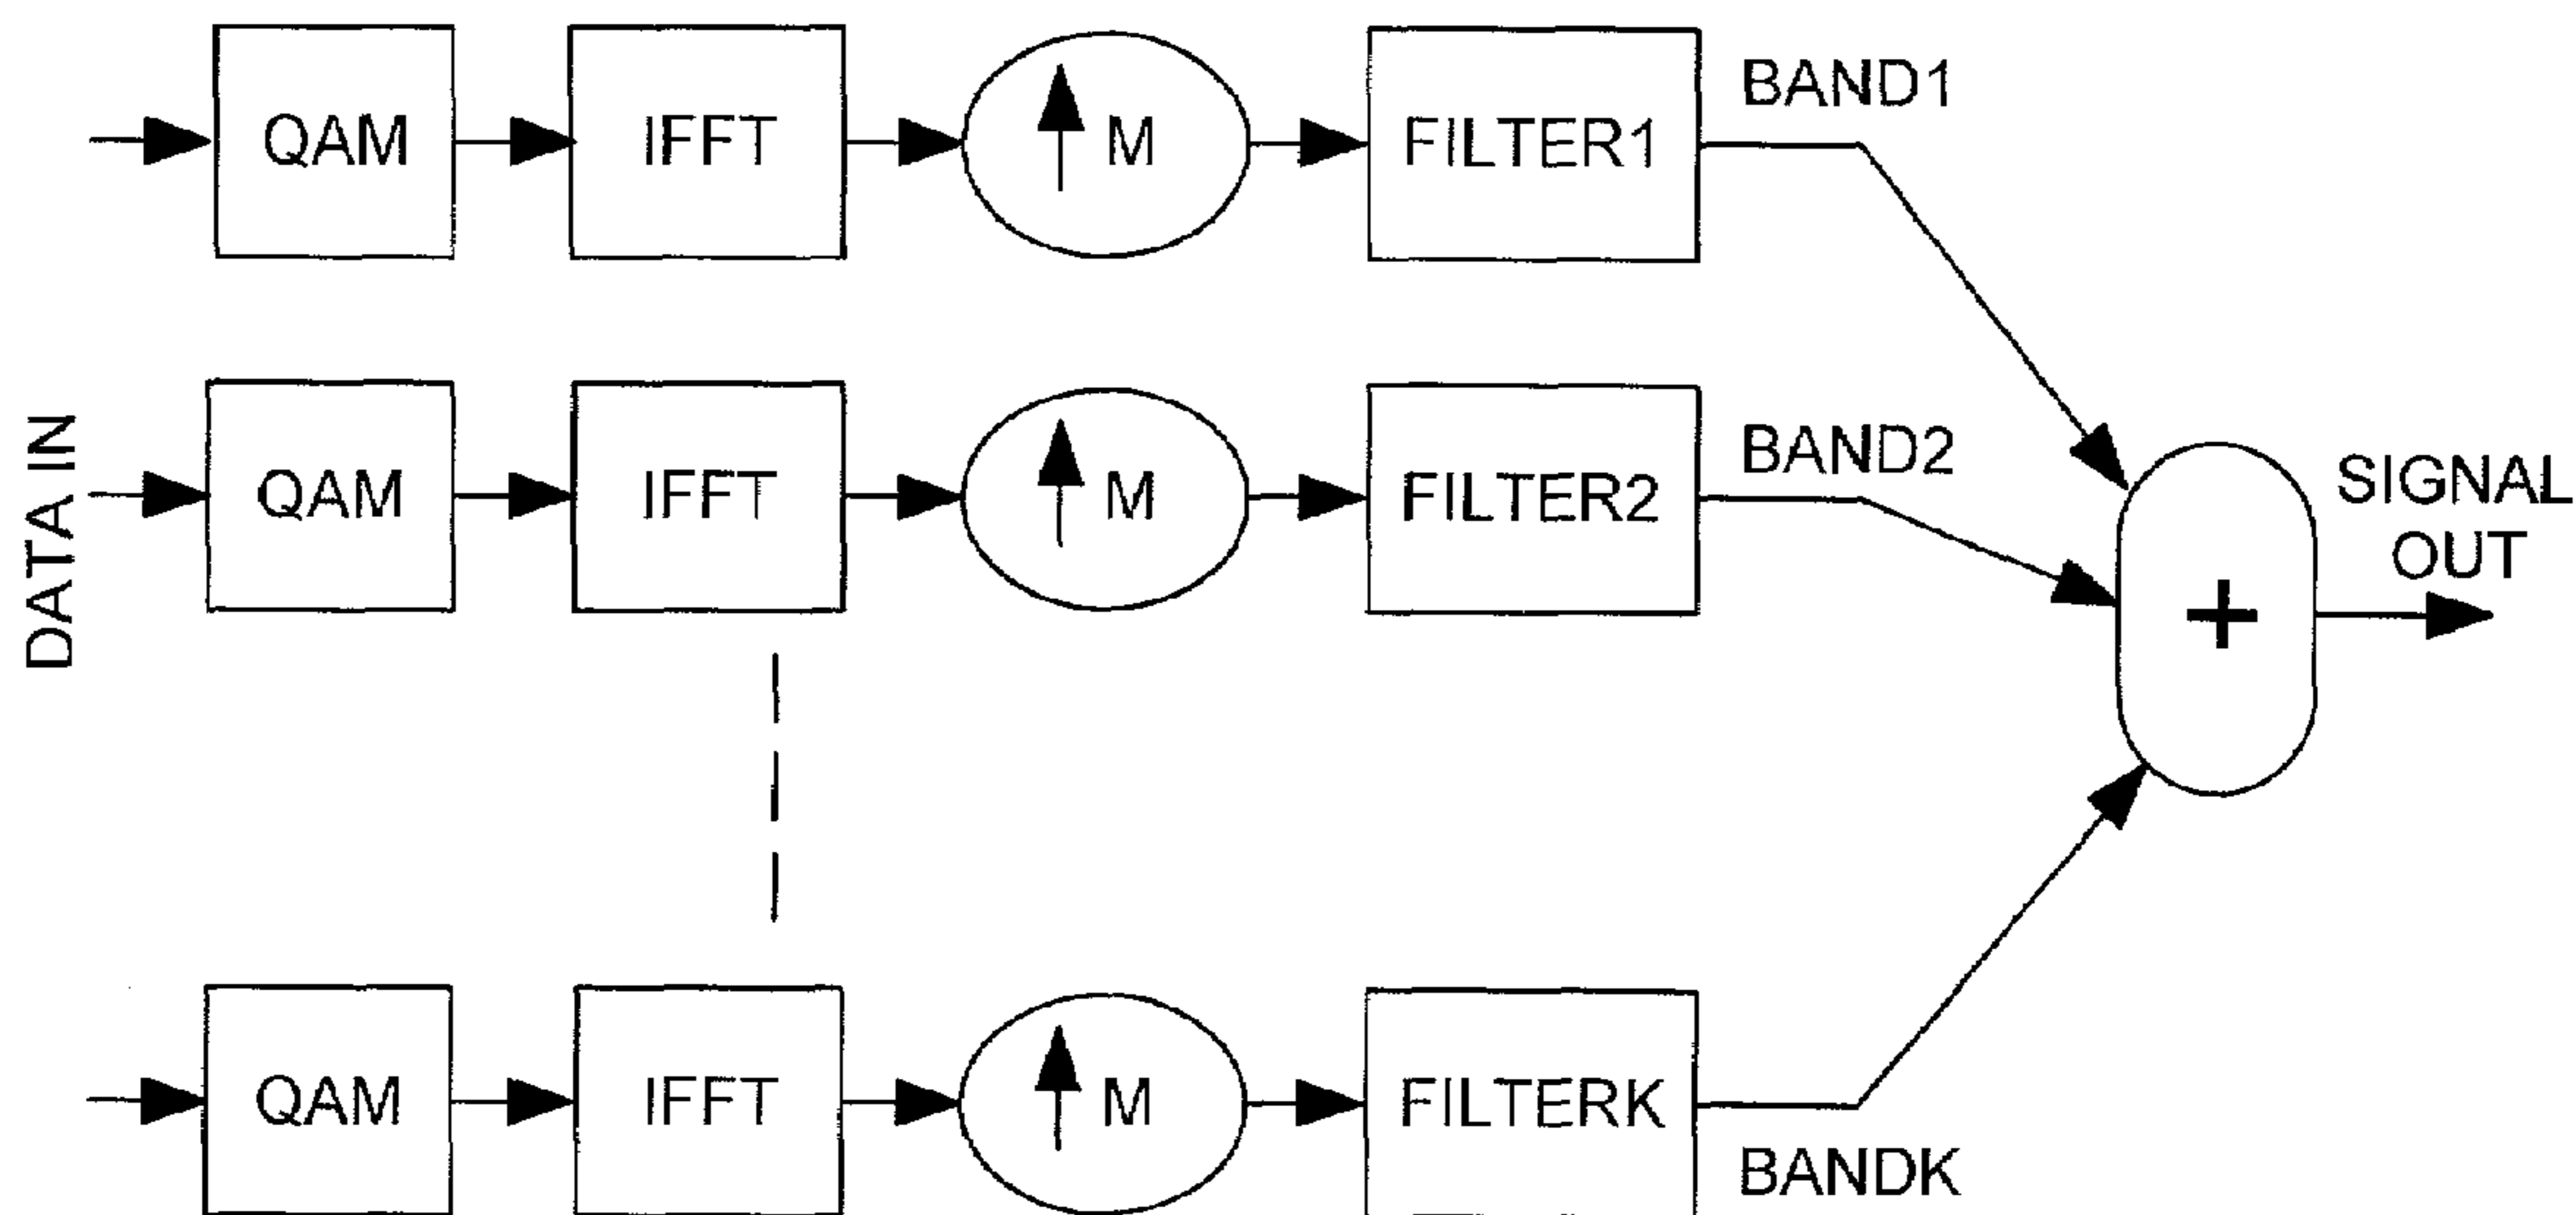 QAM
IFFT
M
FILTER1
BAND1
DATA IN
QAM
IFFT
M
FILTER2
BAND2
+
SIGNAL
OUT
QAM
IFFT
M
FILTERK
BANDK